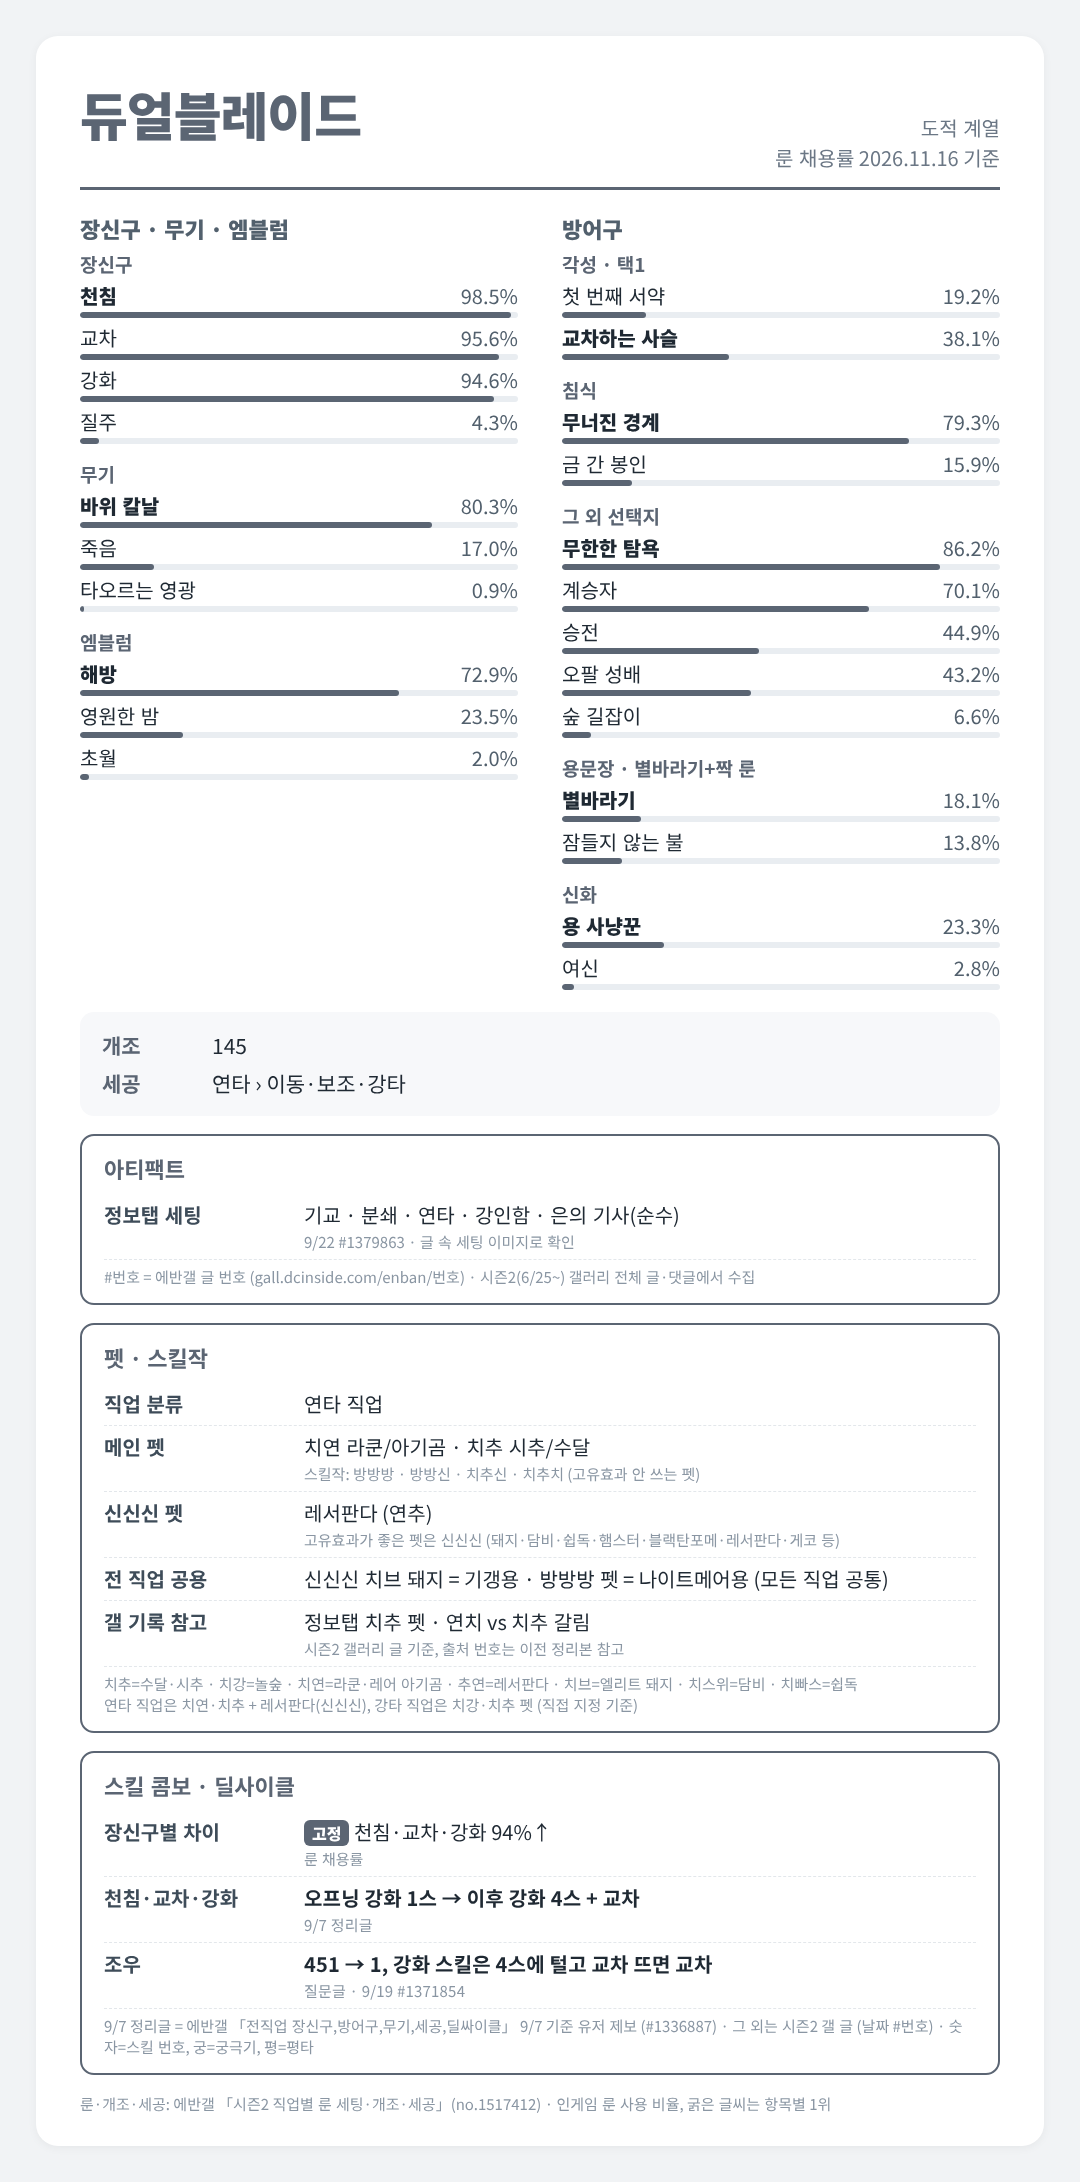 듀얼블레이드
도적 계열
룬 채용률 2026.11.16 기준
장신구 · 무기 · 엠블럼
장신구
천침 98.5%
교차 95.6%
강화 94.6%
질주 4.3%
무기
바위 칼날 80.3%
죽음 17.0%
타오르는 영광 0.9%
엠블럼
해방 72.9%
영원한 밤 23.5%
초월 2.0%
방어구
각성 · 택1
첫 번째 서약 19.2%
교차하는 사슬 38.1%
침식
무너진 경계 79.3%
금 간 봉인 15.9%
그 외 선택지
무한한 탐욕 86.2%
계승자 70.1%
승전 44.9%
오팔 성배 43.2%
숲 길잡이 6.6%
용문장 · 별바라기+짝 룬
별바라기 18.1%
잠들지 않는 불 13.8%
신화
용 사냥꾼 23.3%
여신 2.8%
개조 145
세공 연타 › 이동·보조·강타
아티팩트
정보탭 세팅 기교 · 분쇄 · 연타 · 강인함 · 은의 기사(순수)
9/22 #1379863 · 글 속 세팅 이미지로 확인
#번호 = 에반갤 글 번호 (gall.dcinside.com/enban/번호) · 시즌2(6/25~) 갤러리 전체 글·댓글에서 수집
펫 · 스킬작
직업 분류 연타 직업
메인 펫 치연 라쿤/아기곰 · 치추 시추/수달
스킬작: 방방방 · 방방신 · 치추신 · 치추치 (고유효과 안 쓰는 펫)
신신신 펫 레서판다 (연추)
고유효과가 좋은 펫은 신신신 (돼지·담비·쉽독·햄스터·블랙탄포메·레서판다·게코 등)
전 직업 공용 신신신 치브 돼지 = 기갱용 · 방방방 펫 = 나이트메어용 (모든 직업 공통)
갤 기록 참고 정보탭 치추 펫 · 연치 vs 치추 갈림
시즌2 갤러리 글 기준, 출처 번호는 이전 정리본 참고
치추=수달·시추 · 치강=놀숲 · 치연=라쿤·레어 아기곰 · 추연=레서판다 · 치브=엘리트 돼지 · 치스위=담비 · 치빠스=쉽독
연타 직업은 치연·치추 + 레서판다(신신신), 강타 직업은 치강·치추 펫 (직접 지정 기준)
스킬 콤보 · 딜사이클
장신구별 차이 고정 천침·교차·강화 94%↑
룬 채용률
천침·교차·강화 오프닝 강화 1스 → 이후 강화 4스 + 교차
9/7 정리글
조우 451 → 1, 강화 스킬은 4스에 털고 교차 뜨면 교차
질문글 · 9/19 #1371854
9/7 정리글 = 에반갤 「전직업 장신구,방어구,무기,세공,딜싸이클」 9/7 기준 유저 제보 (#1336887) · 그 외는 시즌2 갤 글 (날짜 #번호) · 숫
자=스킬 번호, 궁=궁극기, 평=평타
룬·개조·세공: 에반갤 「시즌2 직업별 룬 세팅·개조·세공」(no.1517412) · 인게임 룬 사용 비율, 굵은 글씨는 항목별 1위